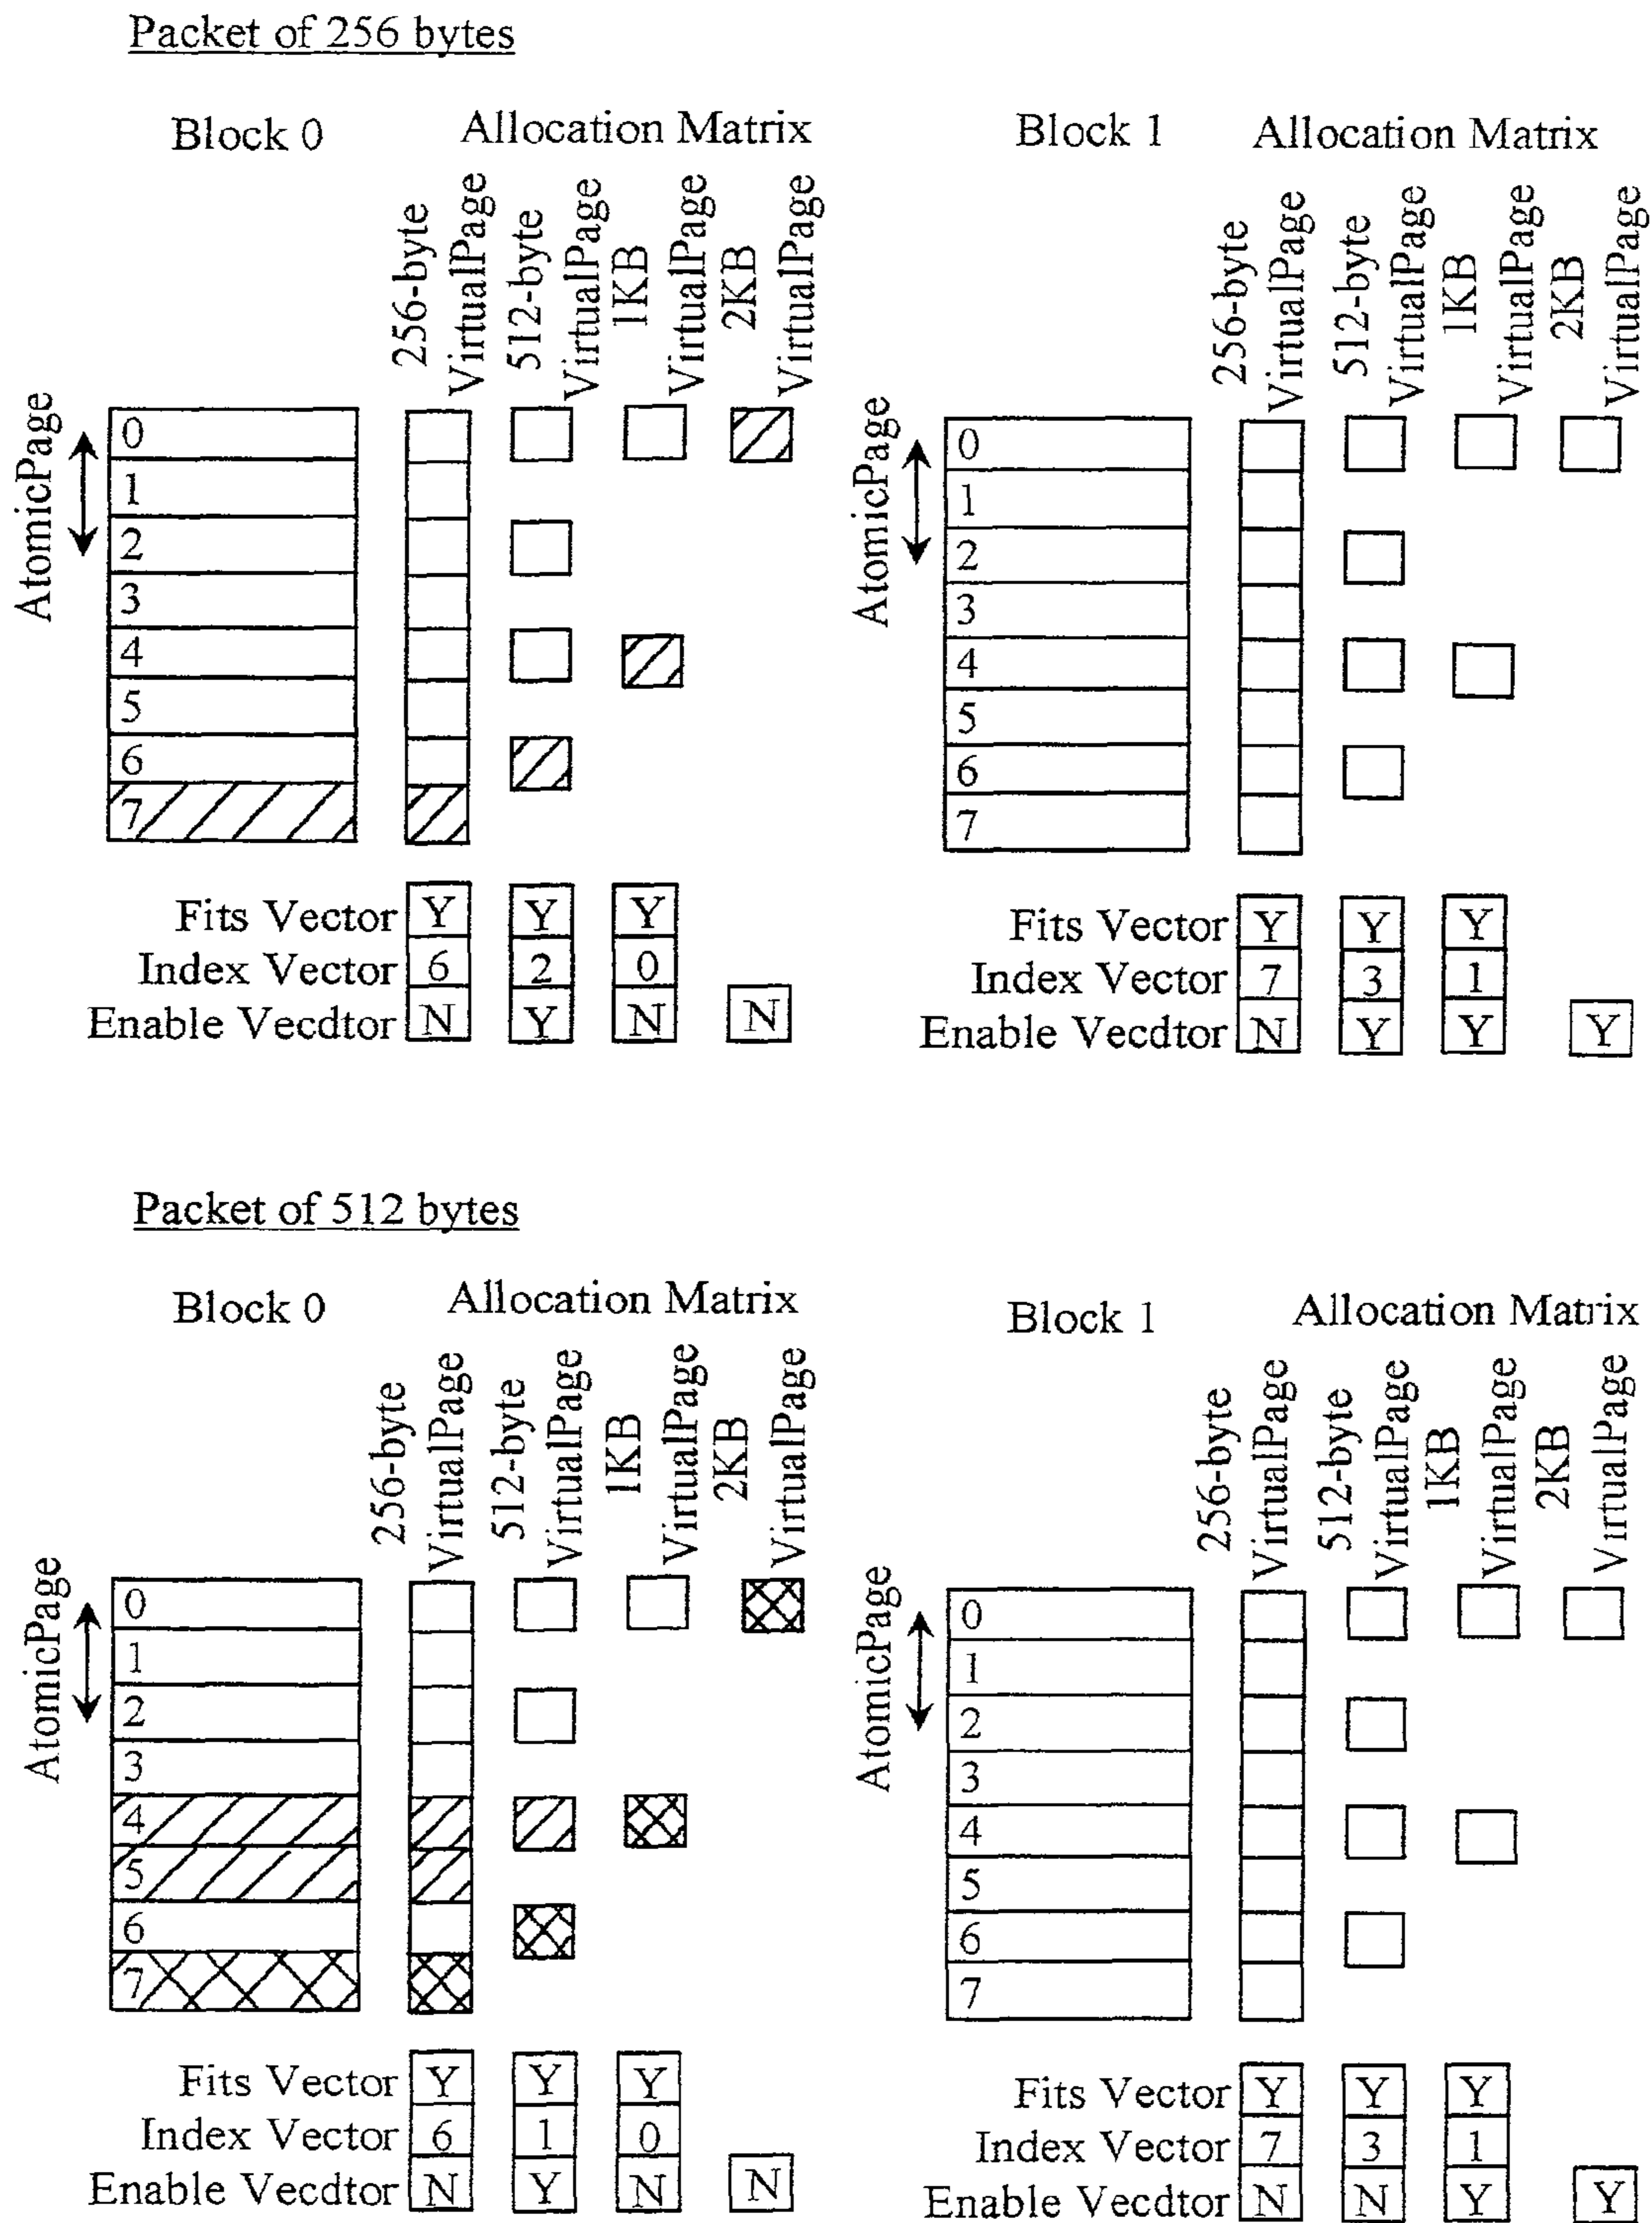 Packet of 256 bytes
Block 0
Allocation Matrix
256-byte
VirtualPage
512-byte
VirtualPage
1KB
VirtualPage
2KB
VirtualPage
AtomicPage
0
1
2
3
4
5
6
7
Fits Vector Y Y Y
Index Vector 6 2 0
Enable Vecdtor N Y N N
Block 1
Allocation Matrix
256-byte
VirtualPage
512-byte
VirtualPage
1KB
VirtualPage
2KB
VirtualPage
AtomicPage
0
1
2
3
4
5
6
7
Fits Vector Y Y Y
Index Vector 7 3 1
Enable Vecdtor N Y Y Y
Packet of 512 bytes
Block 0
Allocation Matrix
256-byte
VirtualPage
512-byte
VirtualPage
1KB
VirtualPage
2KB
VirtualPage
AtomicPage
0
1
2
3
4
5
6
7
Fits Vector Y Y Y
Index Vector 6 1 0
Enable Vecdtor N Y N N
Block 1
Allocation Matrix
256-byte
VirtualPage
512-byte
VirtualPage
1KB
VirtualPage
2KB
VirtualPage
AtomicPage
0
1
2
3
4
5
6
7
Fits Vector Y Y Y
Index Vector 7 3 1
Enable Vecdtor N N Y Y